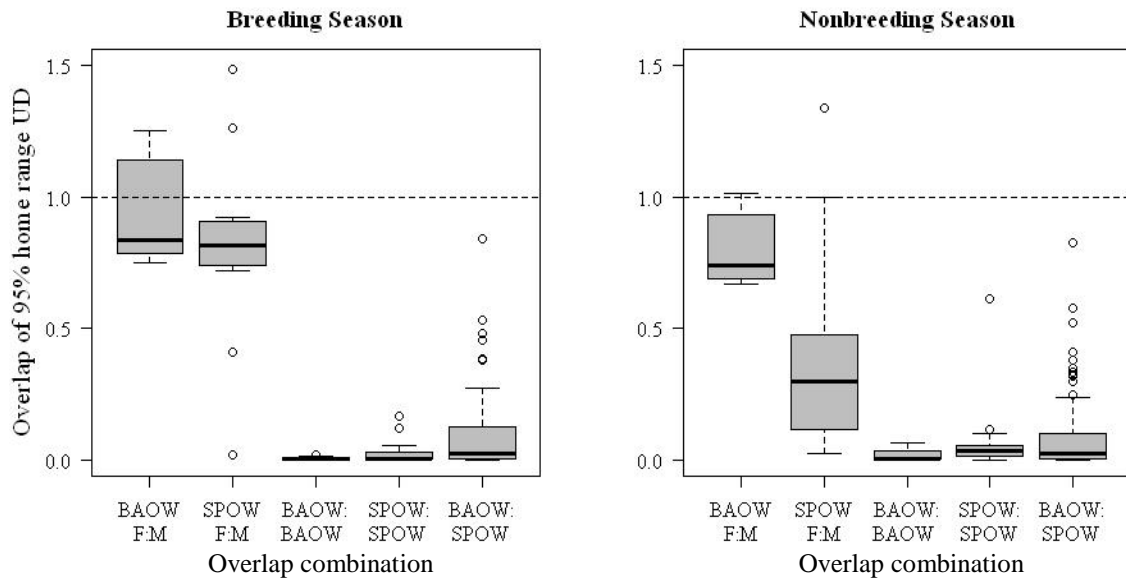 Breeding Season
Overlap of 95% home range UD
1.5
1.0
0.5
0.0
BAOW SPOW BAOW: SPOW: BAOW:
F:M F:M BAOW SPOW SPOW
Overlap combination
Nonbreeding Season
1.5
1.0
0.5
0.0
BAOW SPOW BAOW: SPOW: BAOW:
F:M F:M BAOW SPOW SPOW
Overlap combination